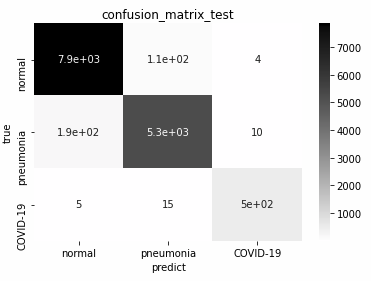 confusion_matrix_test
true
normal 7.9e+03 1.1e+02 4
pneumonia 1.9e+02 5.3e+03 10
COVID-19 5 15 5e+02
normal pneumonia COVID-19
predict
7000
6000
5000
4000
3000
2000
1000